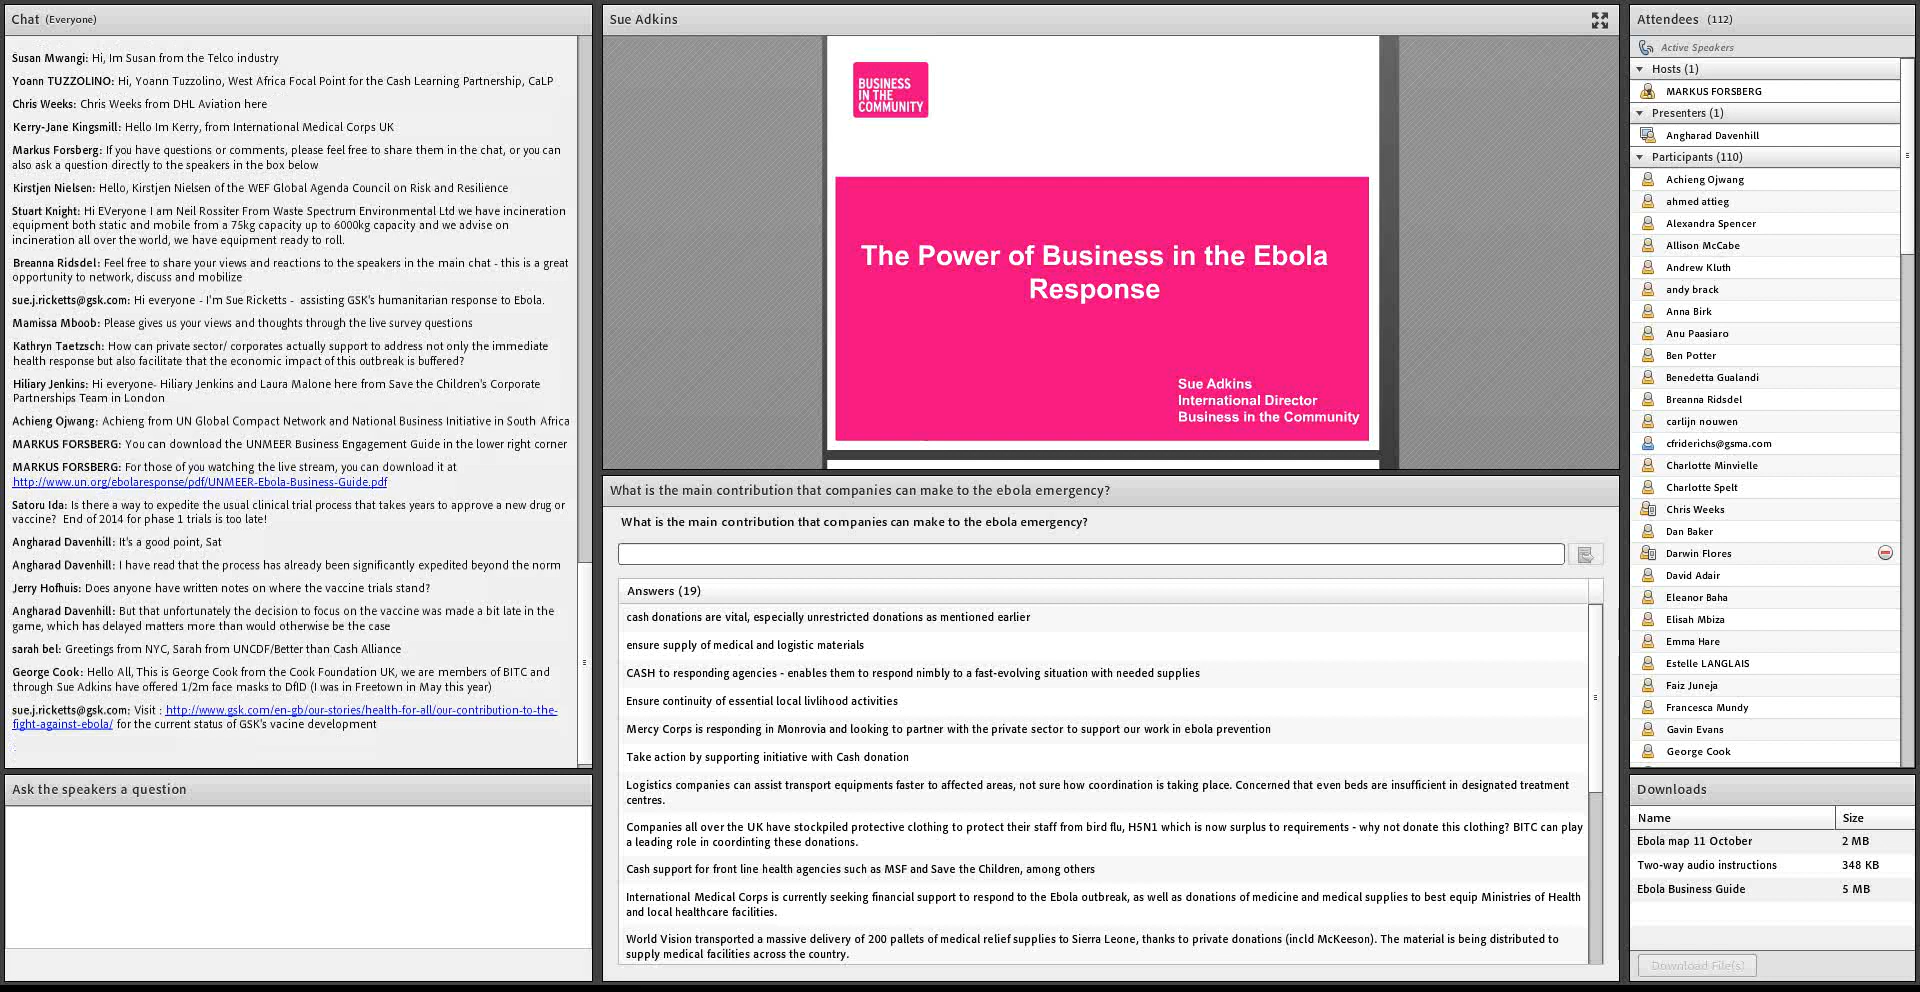 Chat (Everyone)
Susan Mwangi: Hi, Im Susan from the Telco industry
Yoann TUZZOLINO: Hi, Yoann Tuzzolino, West Africa Focal Point for the Cash Learning Partnership, CaLP
Chris Weeks: Chris Weeks from DHL Aviation here
Kerry-Jane Kingsmill: Hello Im Kerry, from International Medical Corps UK
Markus Forsberg: If you have questions or comments, please feel free to share them in the chat, or you can
also ask a question directly to the speakers in the box below
Kirstjen Nielsen: Hello, Kirstjen Nielsen of the WEF Global Agenda Council on Risk and Resilience
Stuart Knight: Hi EVeryone I am Neil Rossiter From Waste Spectrum Environmental Ltd we have incineration
equipment both static and mobile from a 75kg capacity up to 6000kg capacity and we advise on
incineration all over the world, we have equipment ready to roll.
Breanna Ridsdel: Feel free to share your views and reactions to the speakers in the main chat - this is a great
opportunity to network, discuss and mobilize
sue.j.ricketts@gsk.com: Hi everyone - I'm Sue Ricketts - assisting GSK's humanitarian response to Ebola.
Mamissa Mboob: Please gives us your views and thoughts through the live survey questions
Kathryn Taetzsch: How can private sector/ corporates actually support to address not only the immediate
health response but also facilitate that the economic impact of this outbreak is buffered?
Hiliary Jenkins: Hi everyone- Hiliary Jenkins and Laura Malone here from Save the Children's Corporate
Partnerships Team in London
Achieng Ojwang: Achieng from UN Global Compact Network and National Business Initiative in South Africa
MARKUS FORSBERG: You can download the UNMEER Business Engagement Guide in the lower right corner
MARKUS FORSBERG: For those of you watching the live stream, you can download it at
http://www.un.org/ebolaresponse/pdf/UNMEER-Ebola-Business-Guide.pdf
Satoru Ida: Is there a way to expedite the usual clinical trial process that takes years to approve a new drug or
vaccine? End of 2014 for phase 1 trials is too late!
Angharad Davenhill: It's a good point, Sat
Angharad Davenhill: I have read that the process has already been significantly expedited beyond the norm
Jerry Hofhuis: Does anyone have written notes on where the vaccine trials stand?
Angharad Davenhill: But that unfortunately the decision to focus on the vaccine was made a bit late in the
game, which has delayed matters more than would otherwise be the case
sarah bel: Greetings from NYC, Sarah from UNCDF/Better than Cash Alliance
George Cook: Hello All, This is George Cook from the Cook Foundation UK, we are members of BITC and
through Sue Adkins have offered 1/2m face masks to DfID (I was in Freetown in May this year)
sue.j.ricketts@gsk.com: Visit : http://www.gsk.com/en-gb/our-stories/health-for-all/our-contribution-to-the-
fight-against-ebola/ for the current status of GSK's vacine development
Ask the speakers a question
Sue Adkins
BUSINESS
IN THE
COMMUNITY
The Power of Business in the Ebola
Response
Sue Adkins
International Director
Business in the Community
What is the main contribution that companies can make to the ebola emergency?
What is the main contribution that companies can make to the ebola emergency?
Answers (19)
cash donations are vital, especially unrestricted donations as mentioned earlier
ensure supply of medical and logistic materials
CASH to responding agencies - enables them to respond nimbly to a fast-evolving situation with needed supplies
Ensure continuity of essential local livlihood activities
Mercy Corps is responding in Monrovia and looking to partner with the private sector to support our work in ebola prevention
Take action by supporting initiative with Cash donation
Logistics companies can assist transport equipments faster to affected areas, not sure how coordination is taking place. Concerned that even beds are insufficient in designated treatment
centres.
Companies all over the UK have stockpiled protective clothing to protect their staff from bird flu, H5N1 which is now surplus to requirements - why not donate this clothing? BITC can play
a leading role in coordinting these donations.
Cash support for front line health agencies such as MSF and Save the Children, among others
International Medical Corps is currently seeking financial support to respond to the Ebola outbreak, as well as donations of medicine and medical supplies to best equip Ministries of Health
and local healthcare facilities.
World Vision transported a massive delivery of 200 pallets of medical relief supplies to Sierra Leone, thanks to private donations (incld McKeeson). The material is being distributed to
supply medical facilities across the country.
Attendees (112)
Active Speakers
Hosts (1)
MARKUS FORSBERG
Presenters (1)
Angharad Davenhill
Participants (110)
Achieng Ojwang
ahmed attieg
Alexandra Spencer
Allison McCabe
Andrew Kluth
andy brack
Anna Birk
Anu Paasiaro
Ben Potter
Benedetta Gualandi
Breanna Ridsdel
carlijn nouwen
cfriderichs@gsma.com
Charlotte Minvielle
Charlotte Spelt
Chris Weeks
Dan Baker
Darwin Flores
David Adair
Eleanor Baha
Elisah Mbiza
Emma Hare
Estelle LANGLAIS
Faiz Juneja
Francesca Mundy
Gavin Evans
George Cook
Downloads
Name Size
Ebola map 11 October 2 MB
Two-way audio instructions 348 KB
Ebola Business Guide 5 MB
Download File(s)